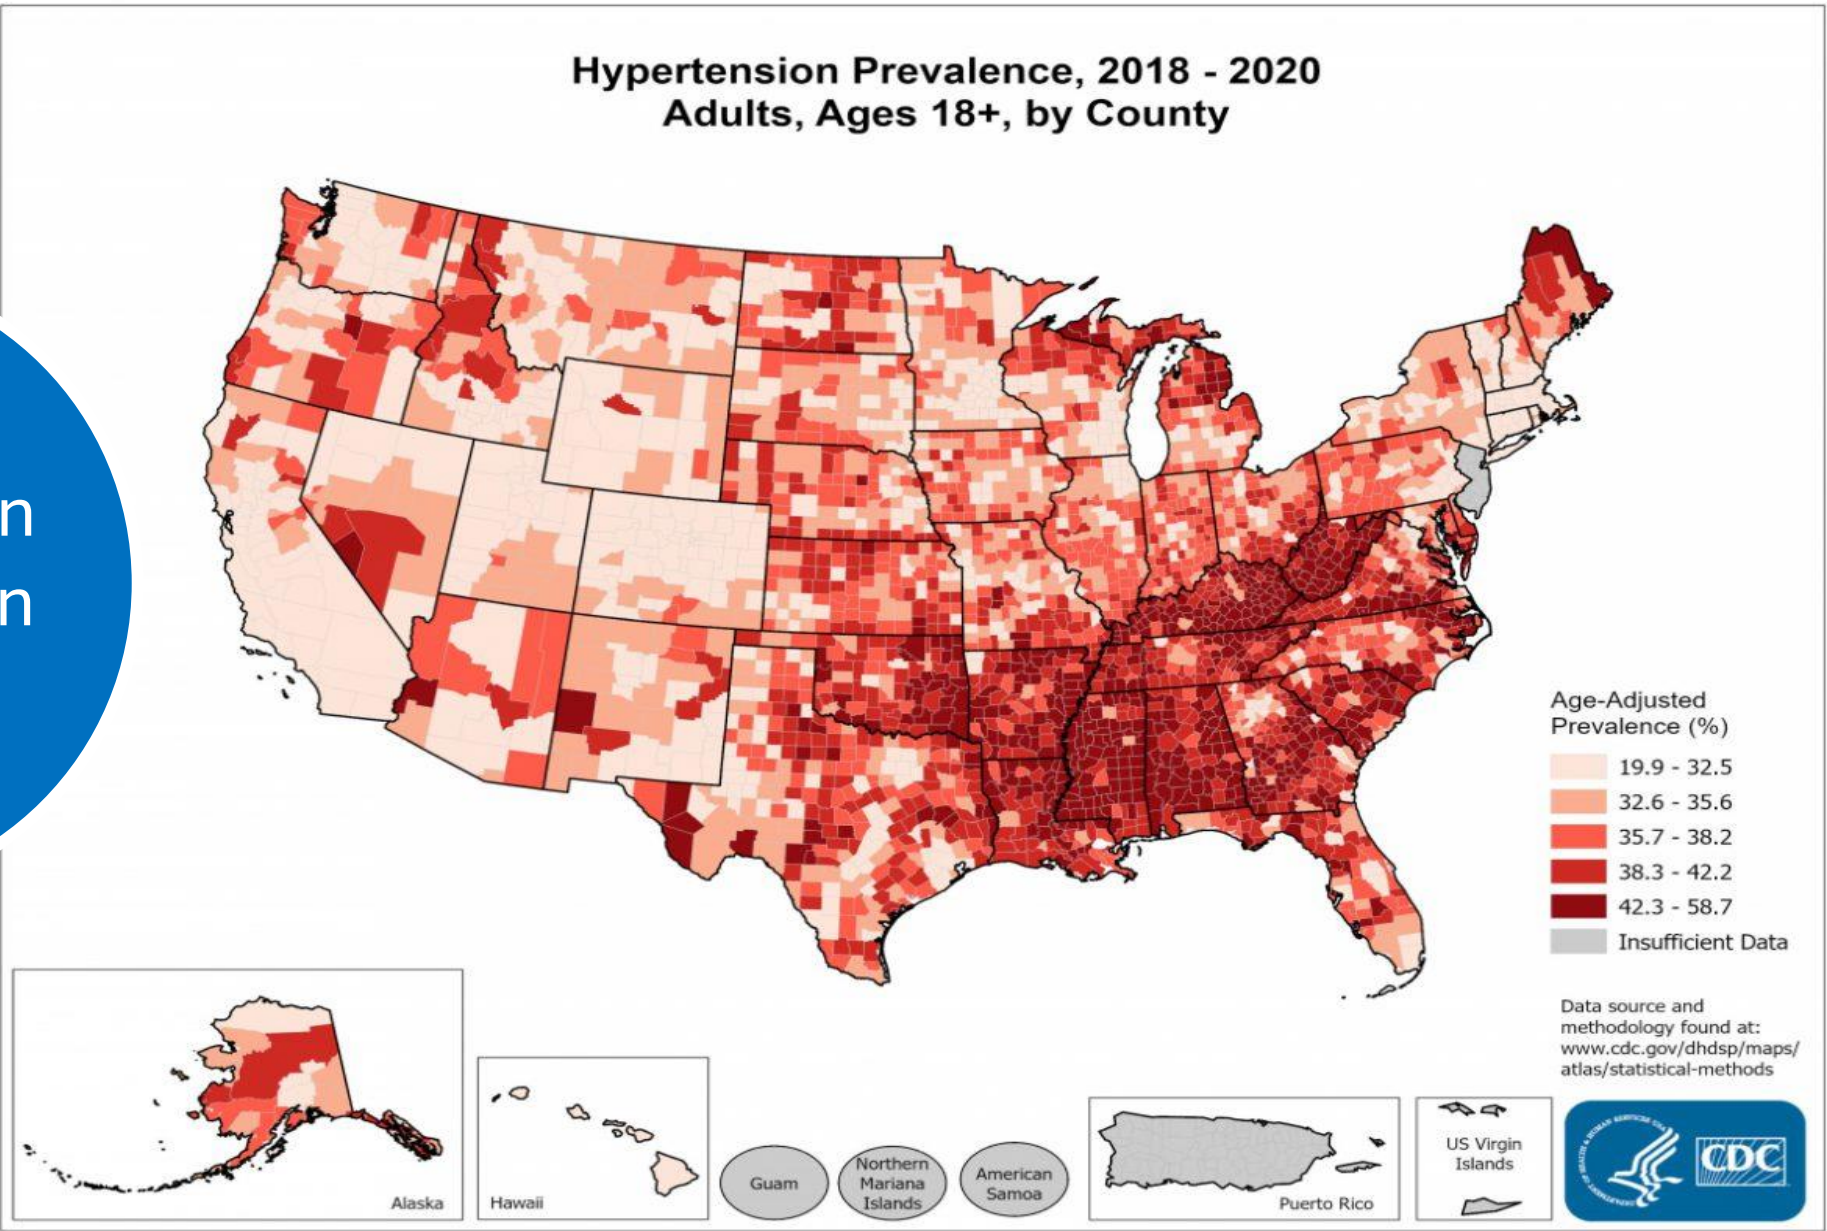 Hypertension Prevalence, 2018 - 2020
Adults, Ages 18+, by County
n
n
Age-Adjusted
Prevalence (%)
19.9 - 32.5
32.6 - 35.6
35.7 - 38.2
38.3 - 42.2
42.3 - 58.7
Insufficient Data
Data source and
methodology found at:
www.cdc.gov/dhdsp/maps/
atlas/statistical-methods
Alaska
Hawaii
Guam
Northern
Mariana
Islands
American
Samoa
Puerto Rico
US Virgin
Islands
CDC